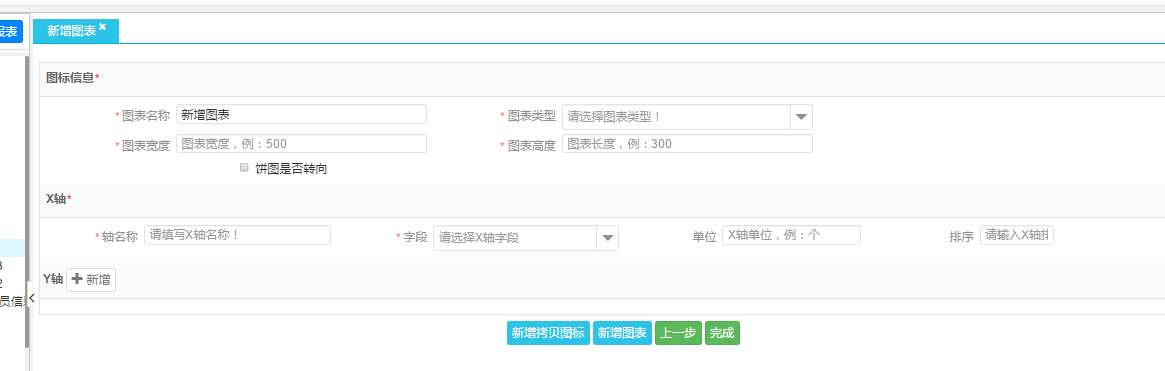 报表
新增图表 ×
图标信息*
* 图表名称 新增图表 * 图表类型 请选择图表类型！
* 图表宽度 图表宽度，例：500 * 图表高度 图表长度，例：300
饼图是否转向
X轴*
* 轴名称 请填写X轴名称！ * 字段 请选择X轴字段 单位 X轴单位，例：个 排序 请输入X轴排
Y轴 新增
员信息
新增拷贝图标 新增图表 上一步 完成